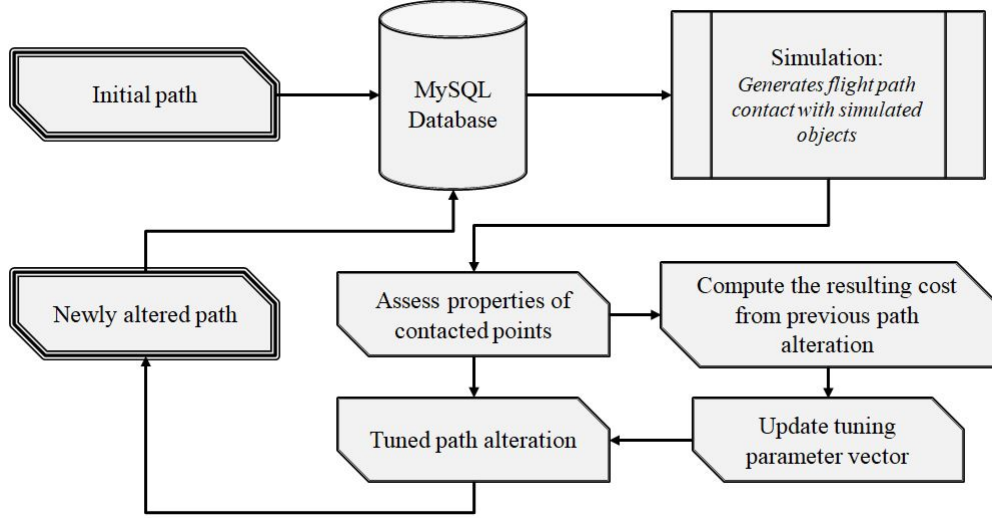 Initial path
MySQL
Database
Simulation:
Generates flight path
contact with simulated
objects
Newly altered path
Assess properties of
contacted points
Compute the resulting cost
from previous path
alteration
Tuned path alteration
Update tuning
parameter vector